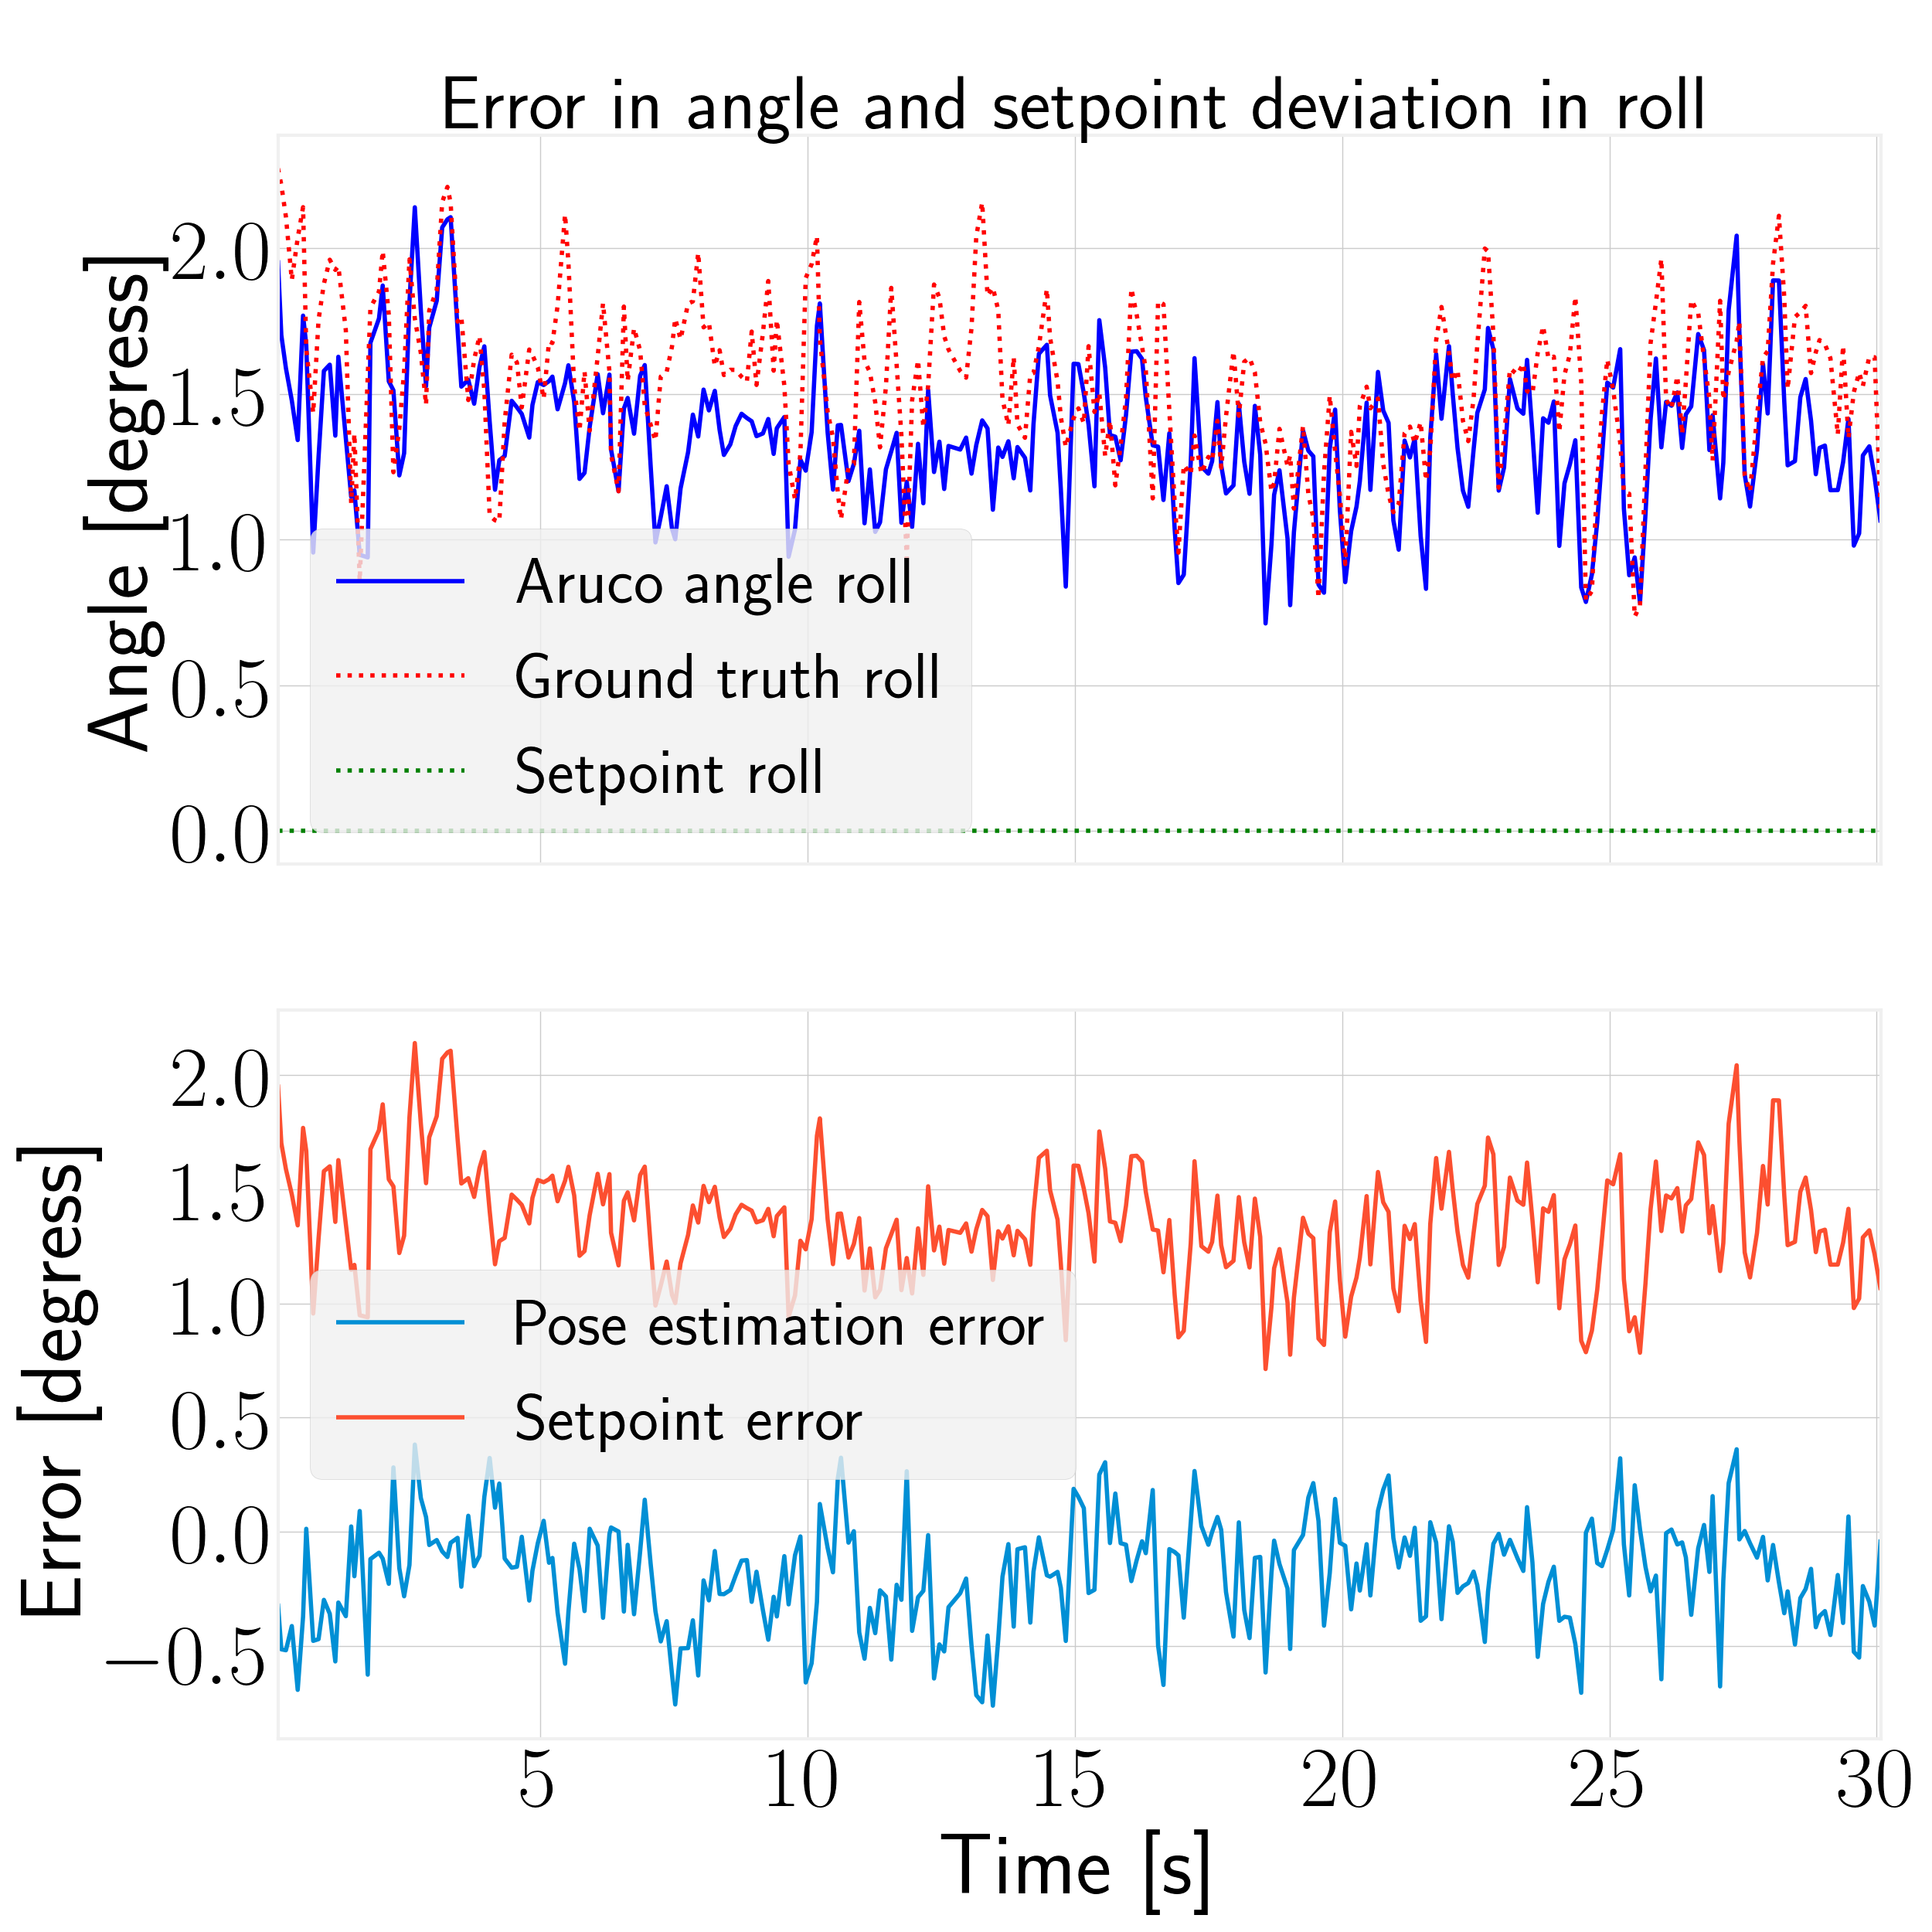 Error in angle and setpoint deviation in roll
Angle [degress]
2.0
1.5
1.0
0.5
0.0
Aruco angle roll
Ground truth roll
Setpoint roll
Error [degress]
2.0
1.5
1.0
0.5
0.0
−0.5
Pose estimation error
Setpoint error
5 10 15 20 25 30
Time [s]